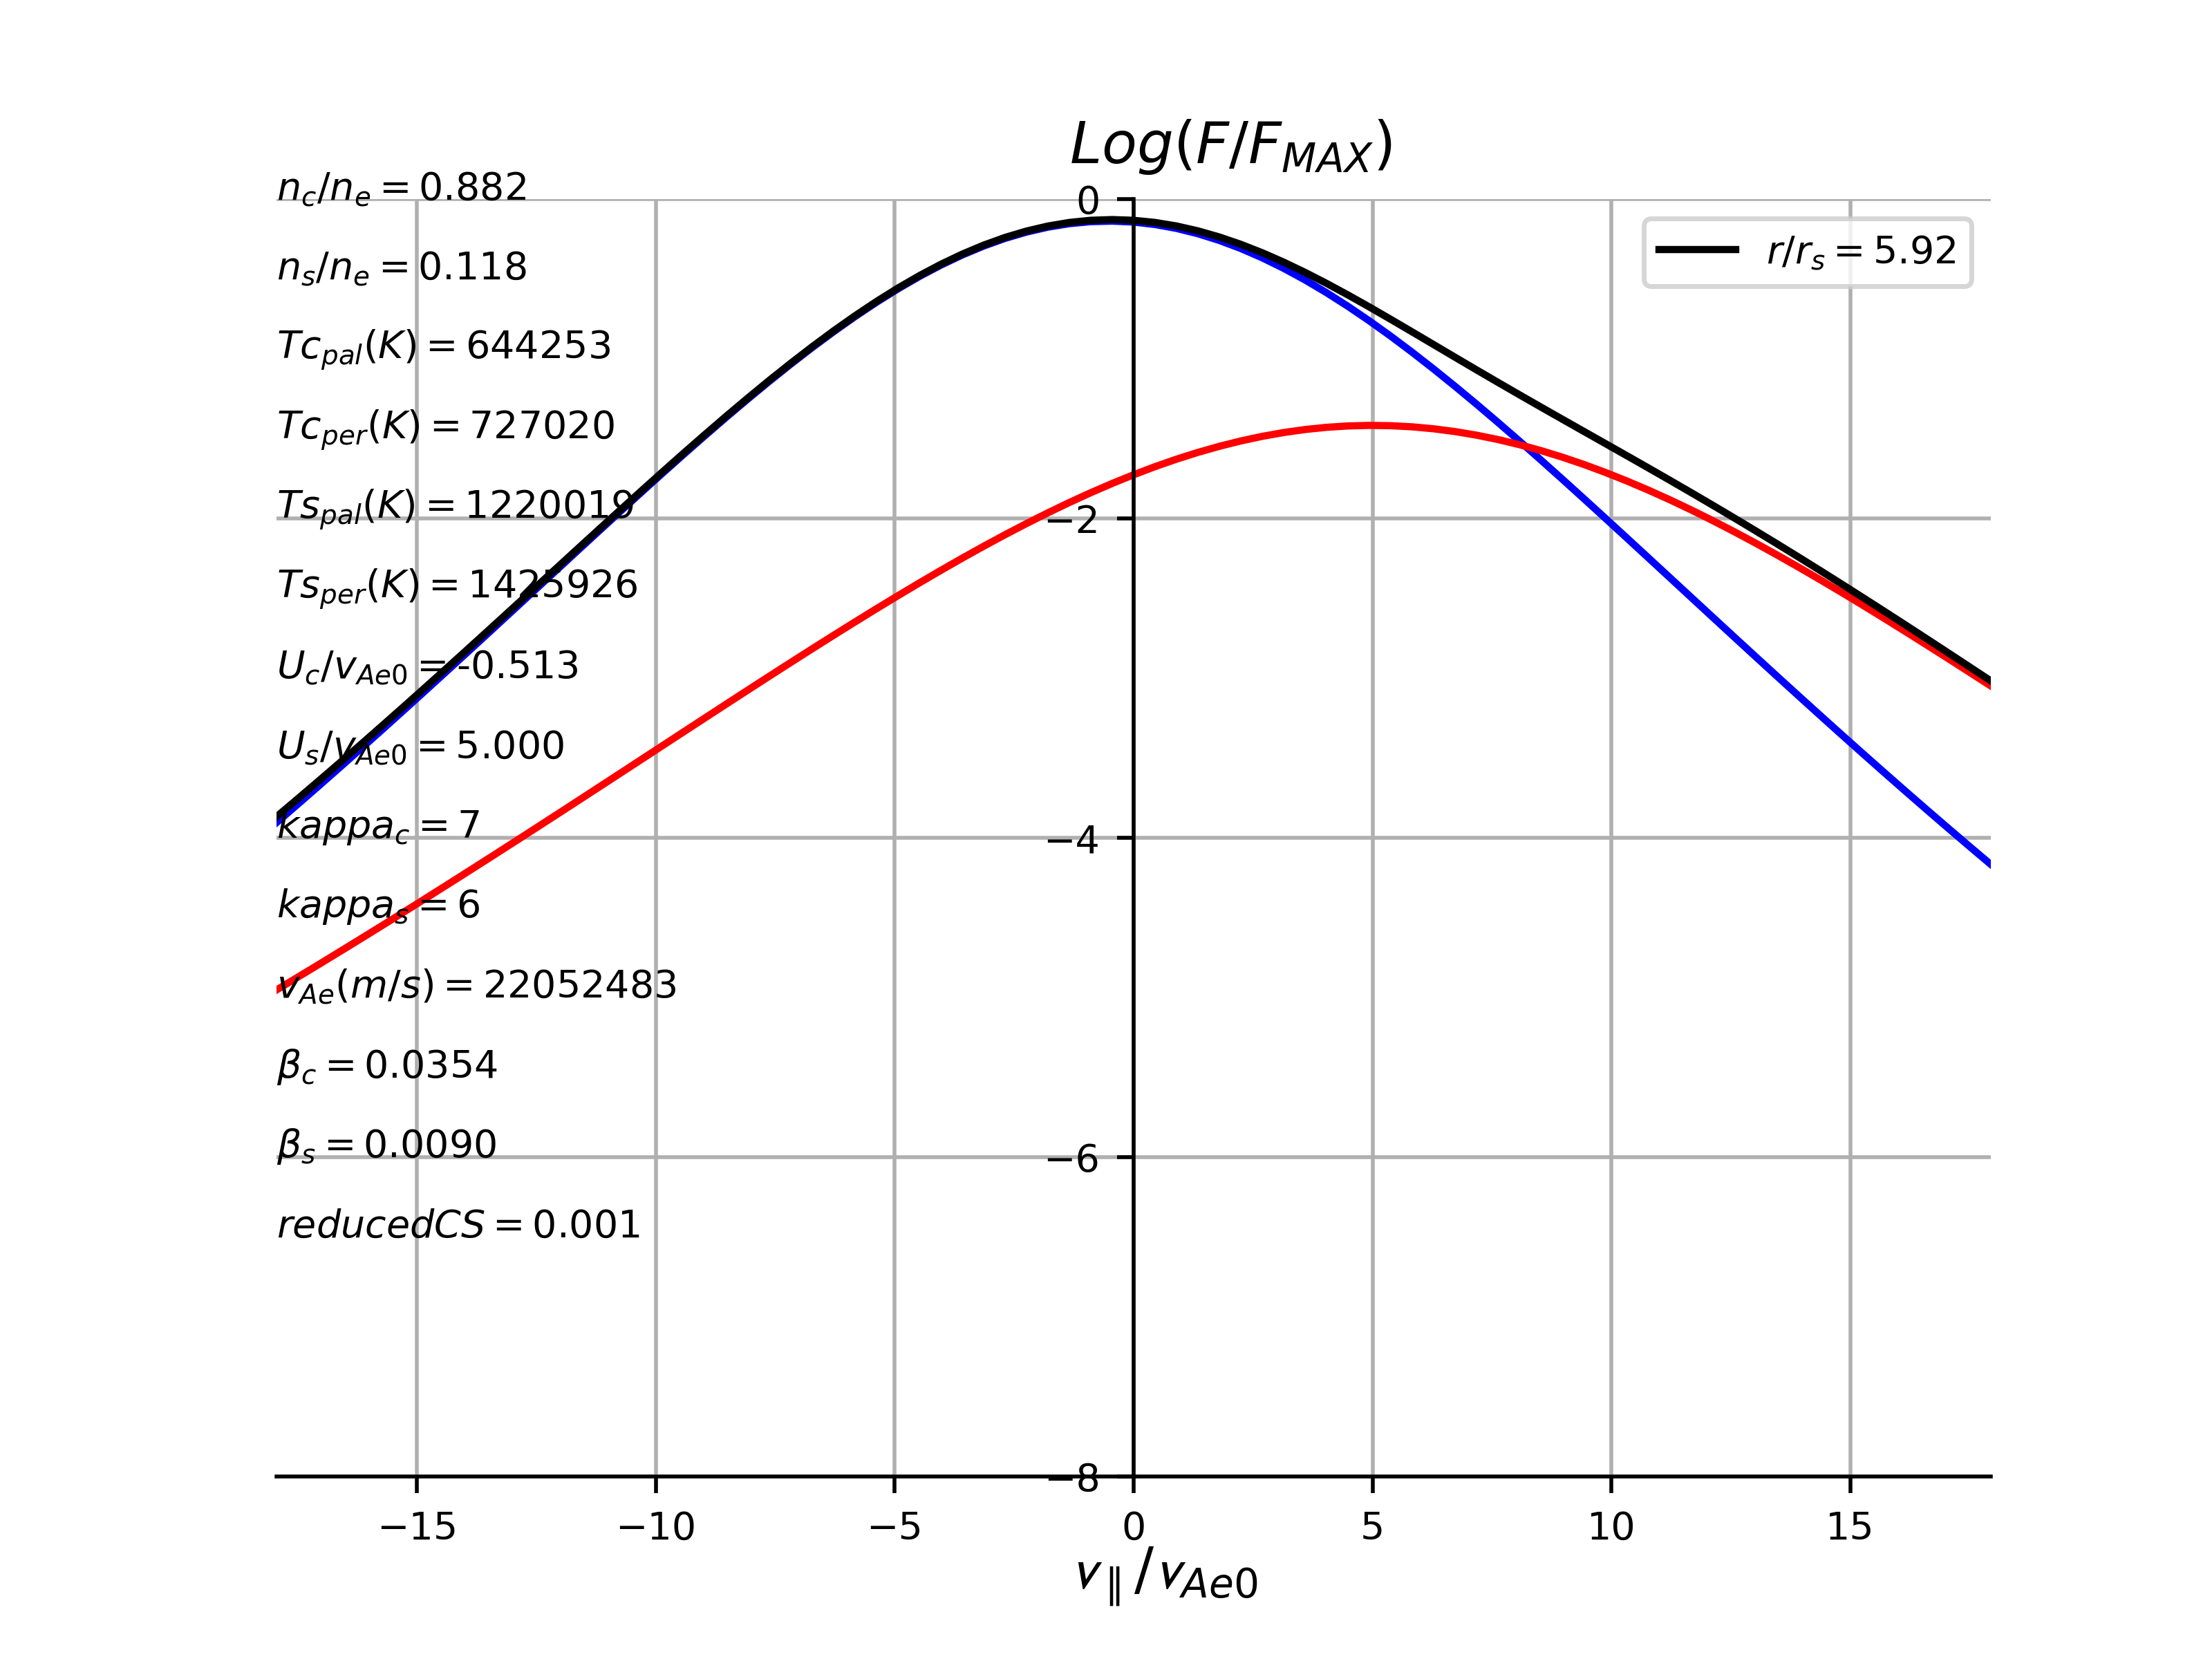 Log(F/F_MAX)
n_c/n_e = 0.882
n_s/n_e = 0.118
Tc_pal(K) = 644253
Tc_per(K) = 727020
Ts_pal(K) = 1220019
Ts_per(K) = 1425926
U_c/v_Ae0 = -0.513
U_s/v_Ae0 = 5.000
kappa_c = 7
kappa_s = 6
v_Ae(m/s) = 22052483
β_c = 0.0354
β_s = 0.0090
reducedCS = 0.001
r/r_s = 5.92
0
−2
−4
−6
−8
−15 −10 −5 0 5 10 15
v_∥/v_Ae0